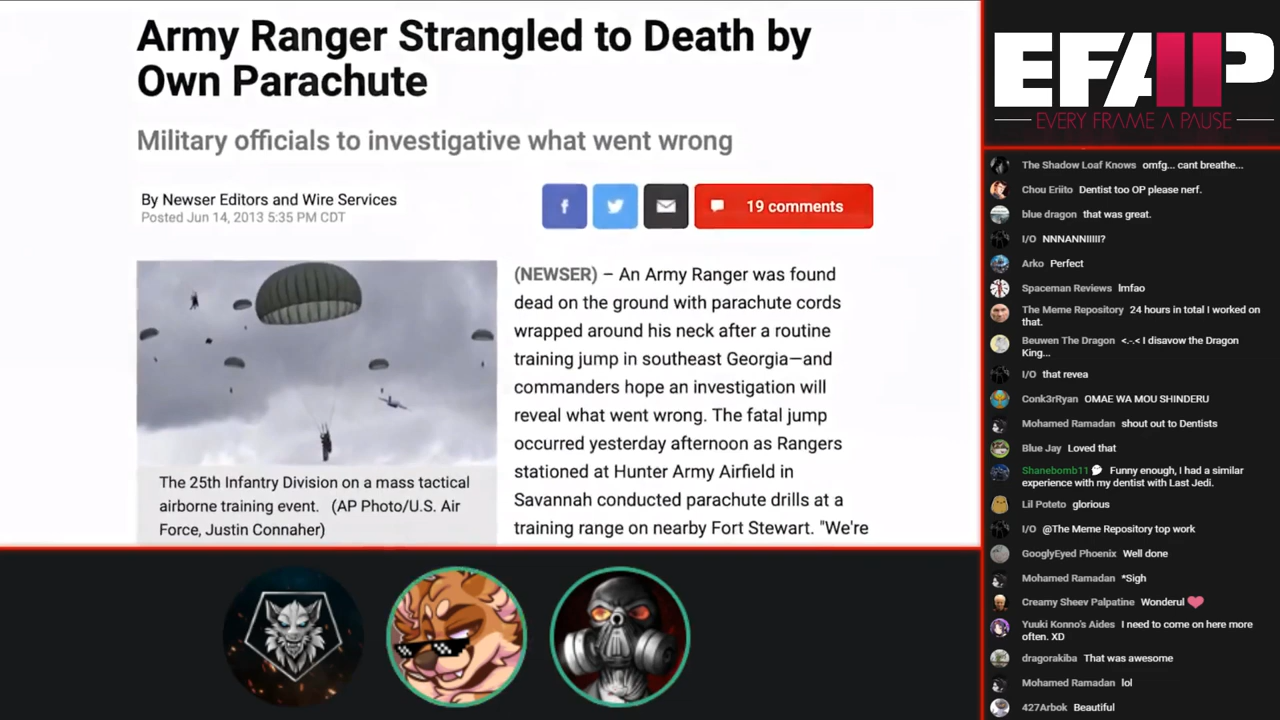 Army Ranger Strangled to Death by
Own Parachute
Military officials to investigative what went wrong
By Newser Editors and Wire Services
Posted Jun 14, 2013 5:35 PM CDT
19 comments
(NEWSER) – An Army Ranger was found
dead on the ground with parachute cords
wrapped around his neck after a routine
training jump in southeast Georgia—and
commanders hope an investigation will
reveal what went wrong. The fatal jump
occurred yesterday afternoon as Rangers
stationed at Hunter Army Airfield in
Savannah conducted parachute drills at a
training range on nearby Fort Stewart. "We're
The 25th Infantry Division on a mass tactical
airborne training event. (AP Photo/U.S. Air
Force, Justin Connaher)
EFAP
EVERY FRAME A PAUSE
The Shadow Loaf Knows omfg... cant breathe...
Chou Eriito Dentist too OP please nerf.
blue dragon that was great.
I/O NNNANNIIIII?
Arko Perfect
Spaceman Reviews lmfao
The Meme Repository 24 hours in total I worked on
that.
Beuwen The Dragon <.-.< I disavow the Dragon
King...
I/O that revea
Conk3rRyan OMAE WA MOU SHINDERU
Mohamed Ramadan shout out to Dentists
Blue Jay Loved that
Shanebomb11 Funny enough, I had a similar
experience with my dentist with Last Jedi.
Lil Poteto glorious
I/O @The Meme Repository top work
GooglyEyed Phoenix Well done
Mohamed Ramadan *Sigh
Creamy Sheev Palpatine Wonderul
Yuuki Konno's Aides I need to come on here more
often. XD
dragorakiba That was awesome
Mohamed Ramadan lol
427Arbok Beautiful